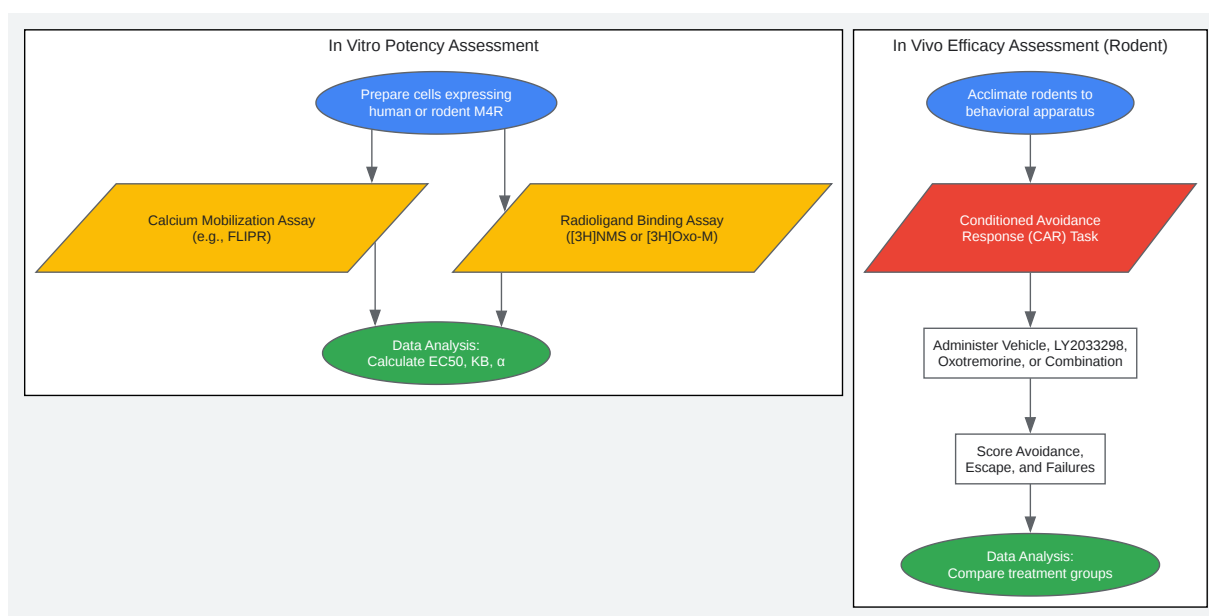 In Vitro Potency Assessment
Prepare cells expressing
human or rodent M4R
Calcium Mobilization Assay
(e.g., FLIPR)
Radioligand Binding Assay
([3H]NMS or [3H]Oxo-M)
Data Analysis:
Calculate EC50, KB, α
In Vivo Efficacy Assessment (Rodent)
Acclimate rodents to
behavioral apparatus
Conditioned Avoidance
Response (CAR) Task
Administer Vehicle, LY2033298,
Oxotremorine, or Combination
Score Avoidance,
Escape, and Failures
Data Analysis:
Compare treatment groups